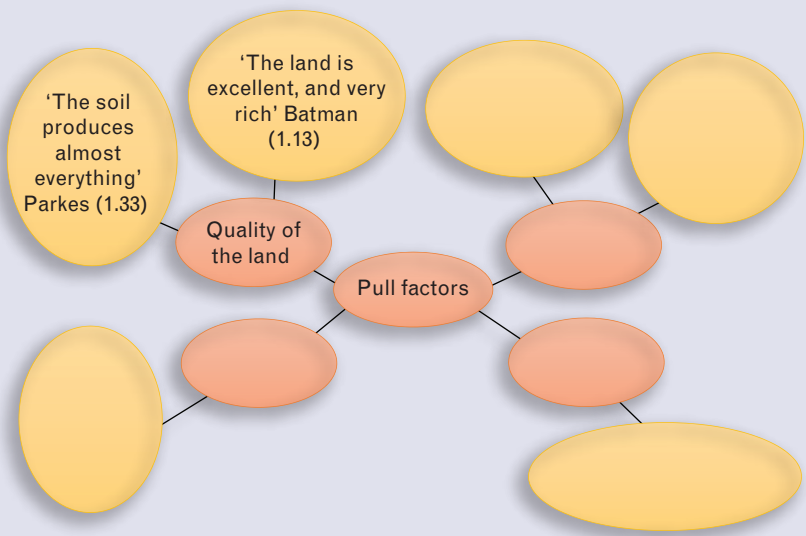 'The soil
produces
almost
everything'
Parkes (1.33)
'The land is
excellent, and very
rich' Batman
(1.13)
Quality of
the land
Pull factors